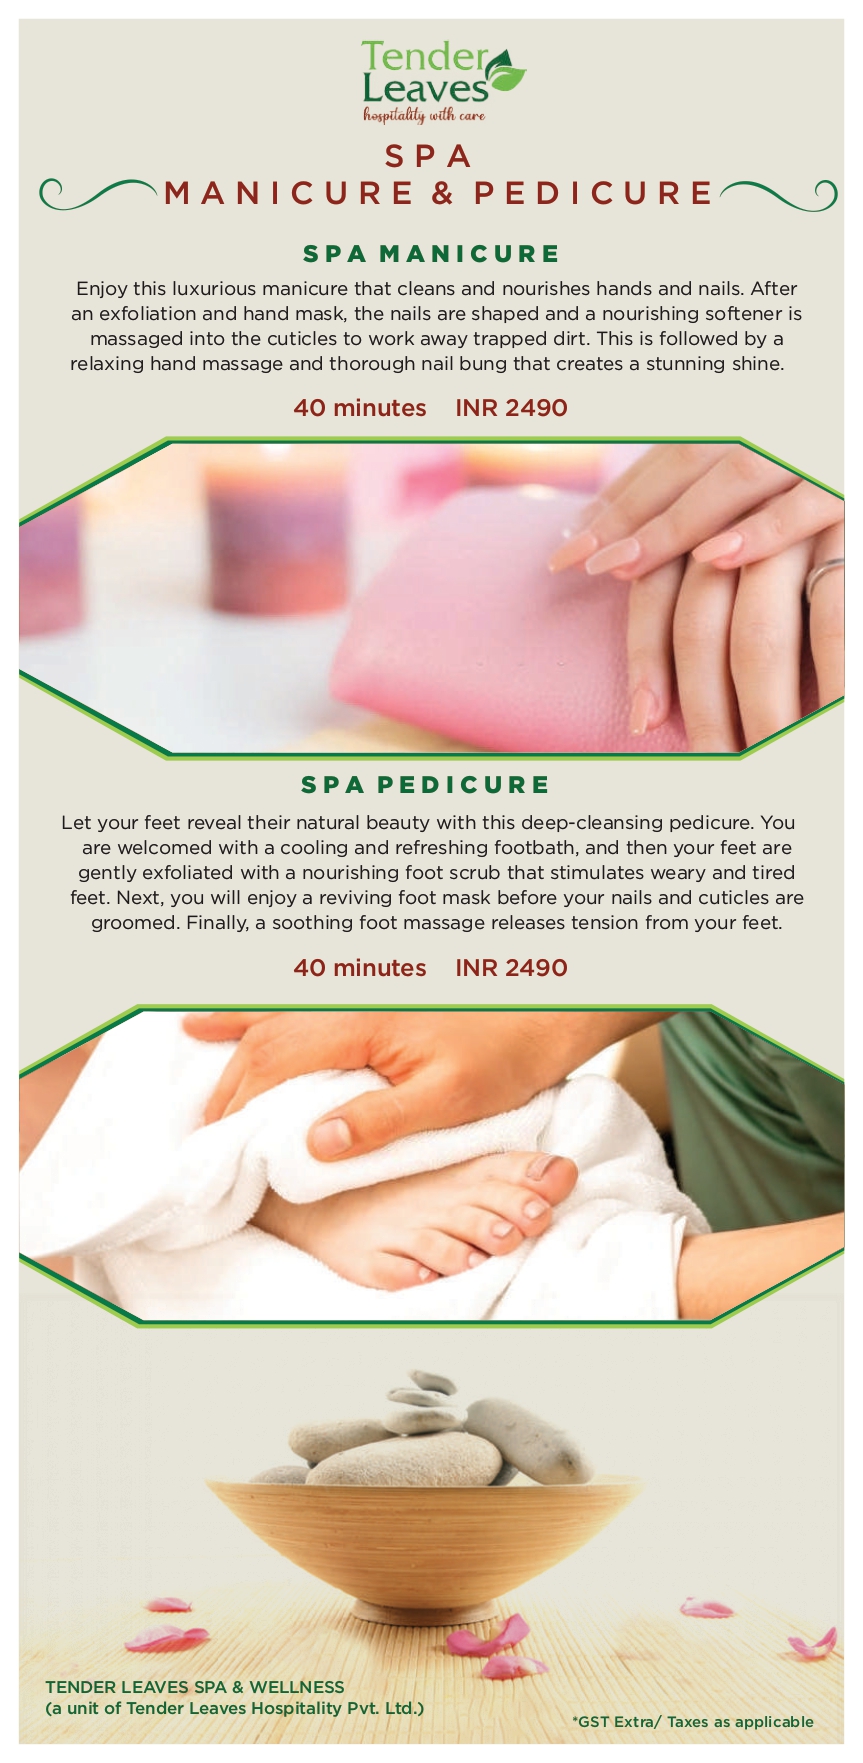 Tender
Leaves
hospitality with care
SPA
MANICURE & PEDICURE
SPA MANICURE
Enjoy this luxurious manicure that cleans and nourishes hands and nails. After
an exfoliation and hand mask, the nails are shaped and a nourishing softener is
massaged into the cuticles to work away trapped dirt. This is followed by a
relaxing hand massage and thorough nail bung that creates a stunning shine.
40 minutes INR 2490
SPA PEDICURE
Let your feet reveal their natural beauty with this deep-cleansing pedicure. You
are welcomed with a cooling and refreshing footbath, and then your feet are
gently exfoliated with a nourishing foot scrub that stimulates weary and tired
feet. Next, you will enjoy a reviving foot mask before your nails and cuticles are
groomed. Finally, a soothing foot massage releases tension from your feet.
40 minutes INR 2490
TENDER LEAVES SPA & WELLNESS
(a unit of Tender Leaves Hospitality Pvt. Ltd.)
*GST Extra/ Taxes as applicable